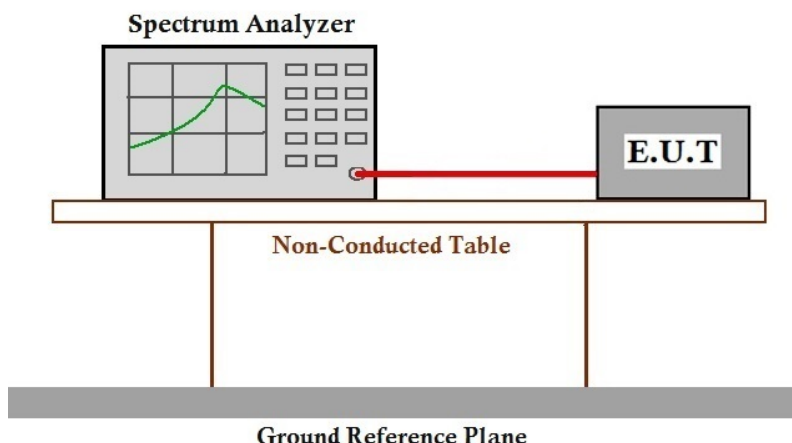 Spectrum Analyzer
E.U.T
Non-Conducted Table
Ground Reference Plane